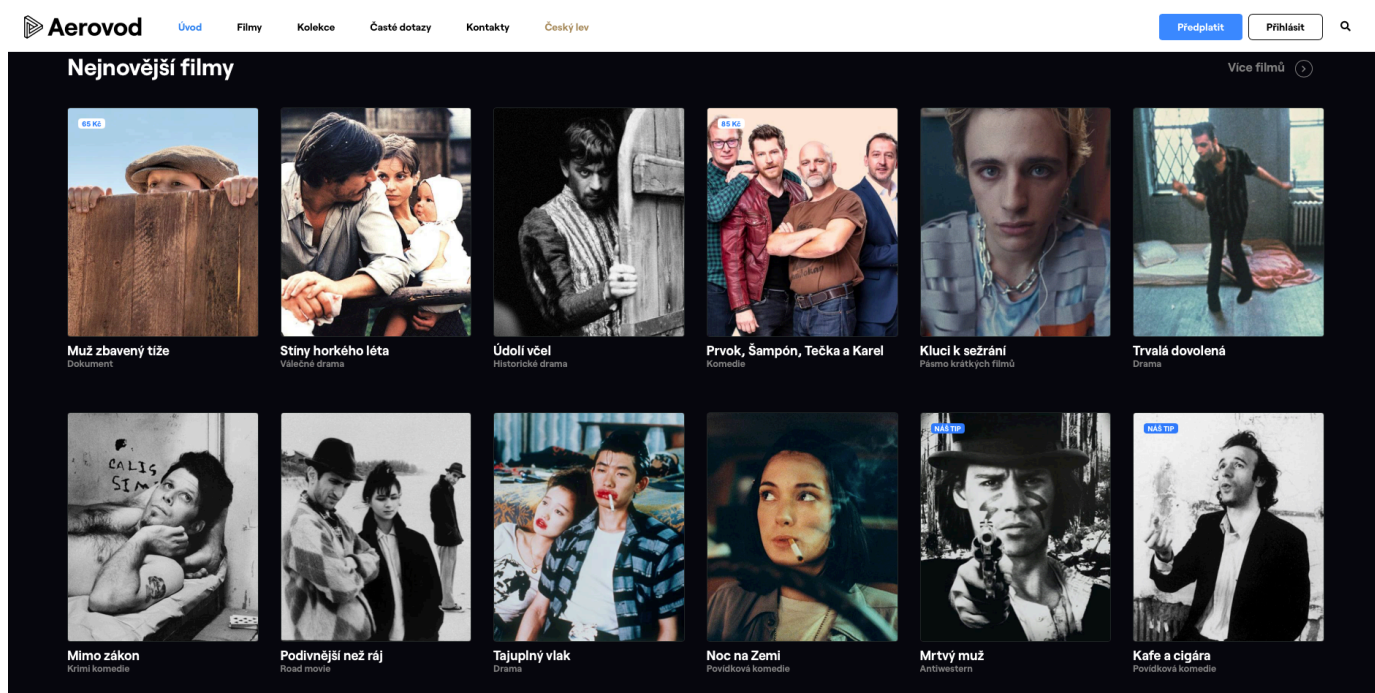 Aerovod
Úvod
Filmy
Kolekce
Časté dotazy
Kontakty
Český lev
Předplatit
Přihlásit
Nejnovější filmy
Více filmů
65 Kč
85 Kč
Muž zbavený tíže
Dokument
Stíny horkého léta
Válečné drama
Údolí včel
Historické drama
Prvok, Šampón, Tečka a Karel
Komedie
Kluci k sežrání
Pásmo krátkých filmů
Trvalá dovolená
Drama
CALIS
NÁŠ TIP
NÁŠ TIP
Mimo zákon
Krimi komedie
Podivnější než ráj
Road movie
Tajuplný vlak
Drama
Noc na Zemi
Povídková komedie
Mrtvý muž
Antiwestern
Kafe a cigára
Povídková komedie